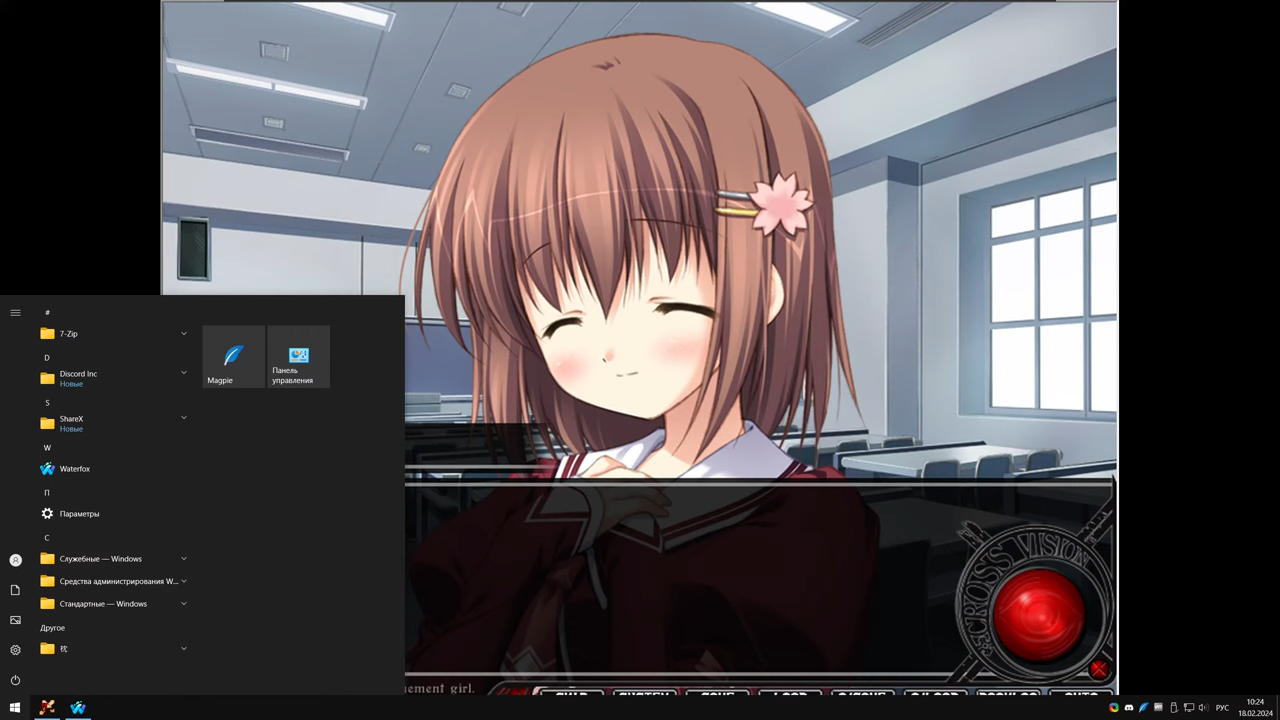 #
7-Zip
D
Discord Inc
Новые
S
ShareX
Новые
W
Waterfox
П
Параметры
С
Служебные — Windows
Средства администрирования W...
Стандартные — Windows
Другое
枕
Magpie
Панель
управления
CROSS VISION
ement girl.
РУС
10:24
18.02.2024